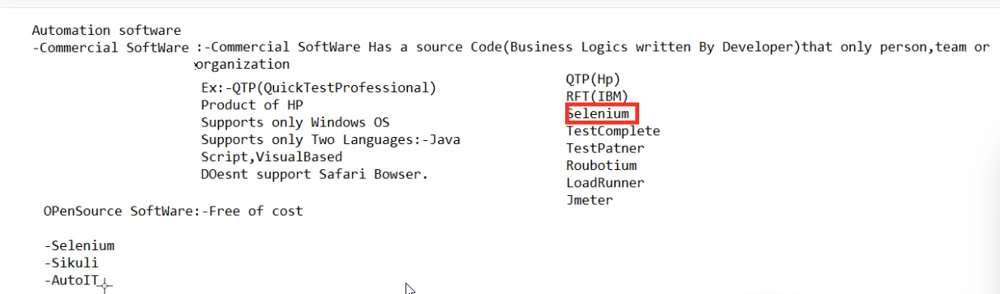 Automation software
-Commercial SoftWare :-Commercial SoftWare Has a source Code(Business Logics written By Developer)that only person,team or
organization
Ex:-QTP(QuickTestProfessional)
Product of HP
Supports only Windows OS
Supports only Two Languages:-Java
Script,VisualBased
DOesnt support Safari Bowser.
QTP(Hp)
RFT(IBM)
Selenium
TestComplete
TestPatner
Roubotium
LoadRunner
Jmeter
OPenSource SoftWare:-Free of cost
-Selenium
-Sikuli
-AutoIT